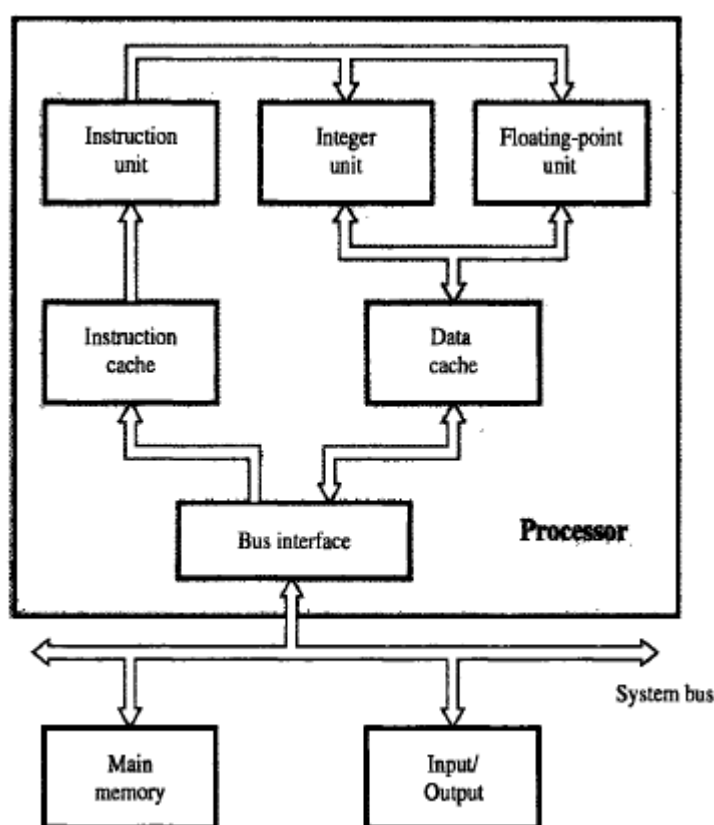 Instruction
unit
Integer
unit
Floating-point
unit
Instruction
cache
Data
cache
Bus interface
Processor
System bus
Main
memory
Input/
Output